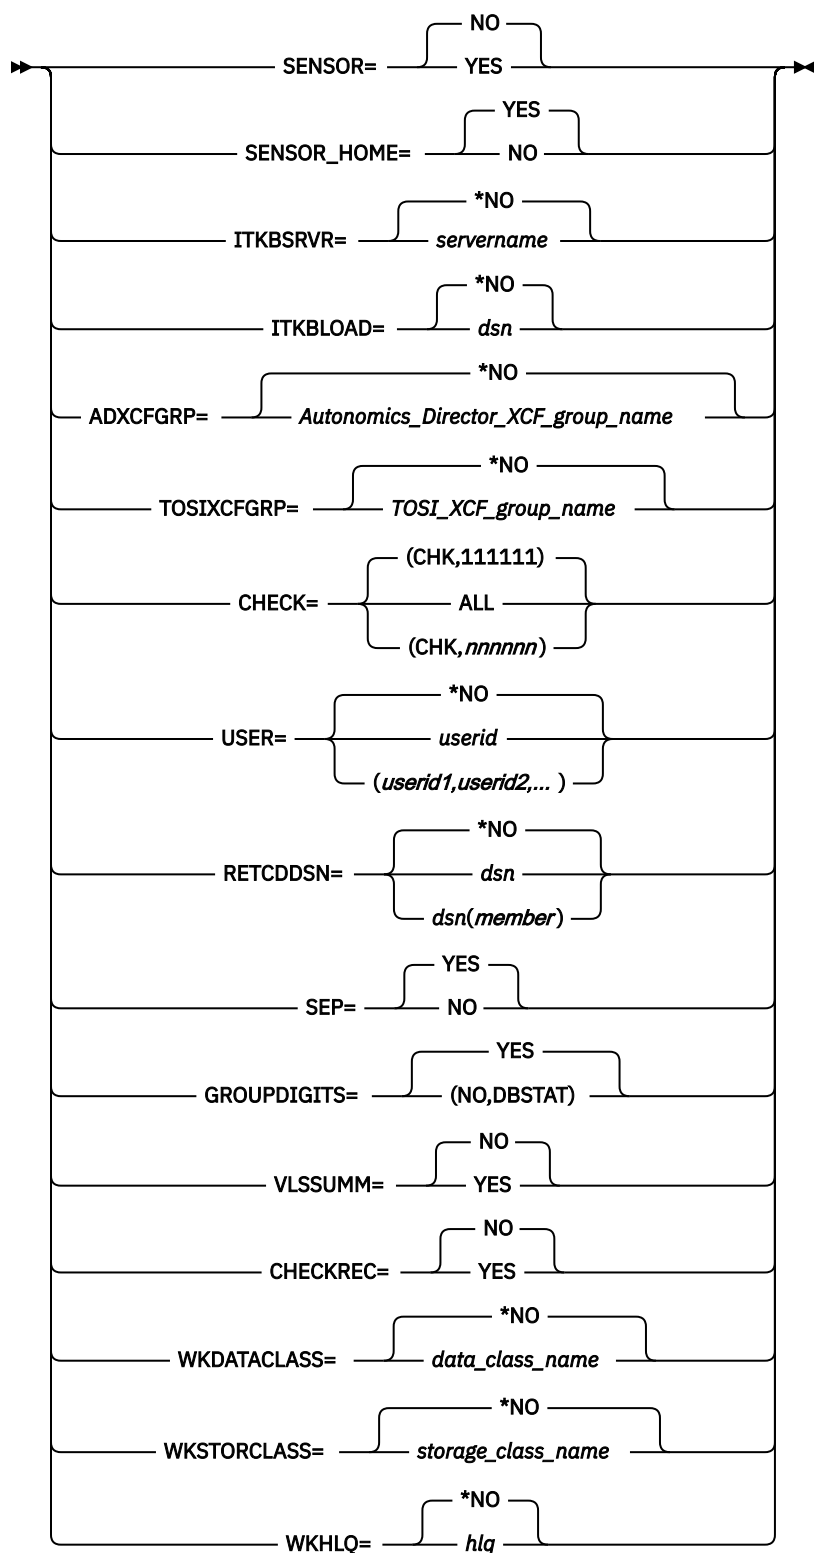 NO
SENSOR= YES
YES
SENSOR_HOME= NO
*NO
ITKBSRVR= servername
*NO
ITKBLOAD= dsn
*NO
ADXCFGRP= Autonomics_Director_XCF_group_name
*NO
TOSIXCFGRP= TOSI_XCF_group_name
(CHK,111111)
CHECK= ALL
(CHK,nnnnnn)
*NO
USER= userid
(userid1,userid2,... )
*NO
RETCDDSN= dsn
dsn(member)
YES
SEP= NO
YES
GROUPDIGITS= (NO,DBSTAT)
NO
VLSSUMM= YES
NO
CHECKREC= YES
*NO
WKDATACLASS= data_class_name
*NO
WKSTORCLASS= storage_class_name
*NO
WKHLQ= hlq